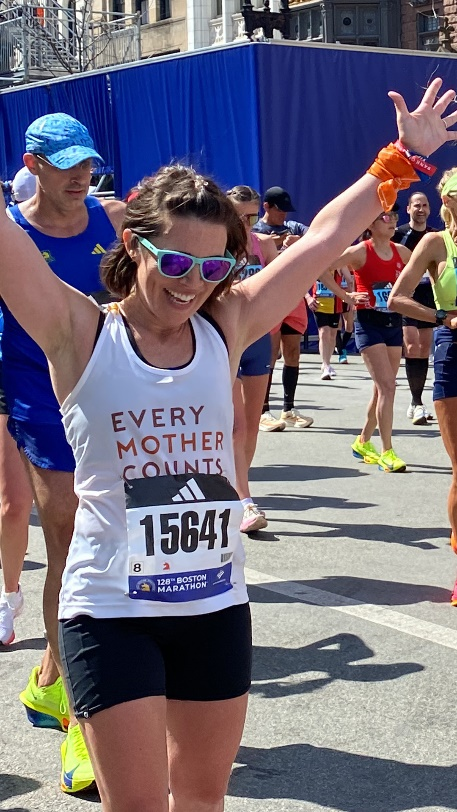 EVERY
MOTHER
COUNTS
15641
8
128TH BOSTON
MARATHON